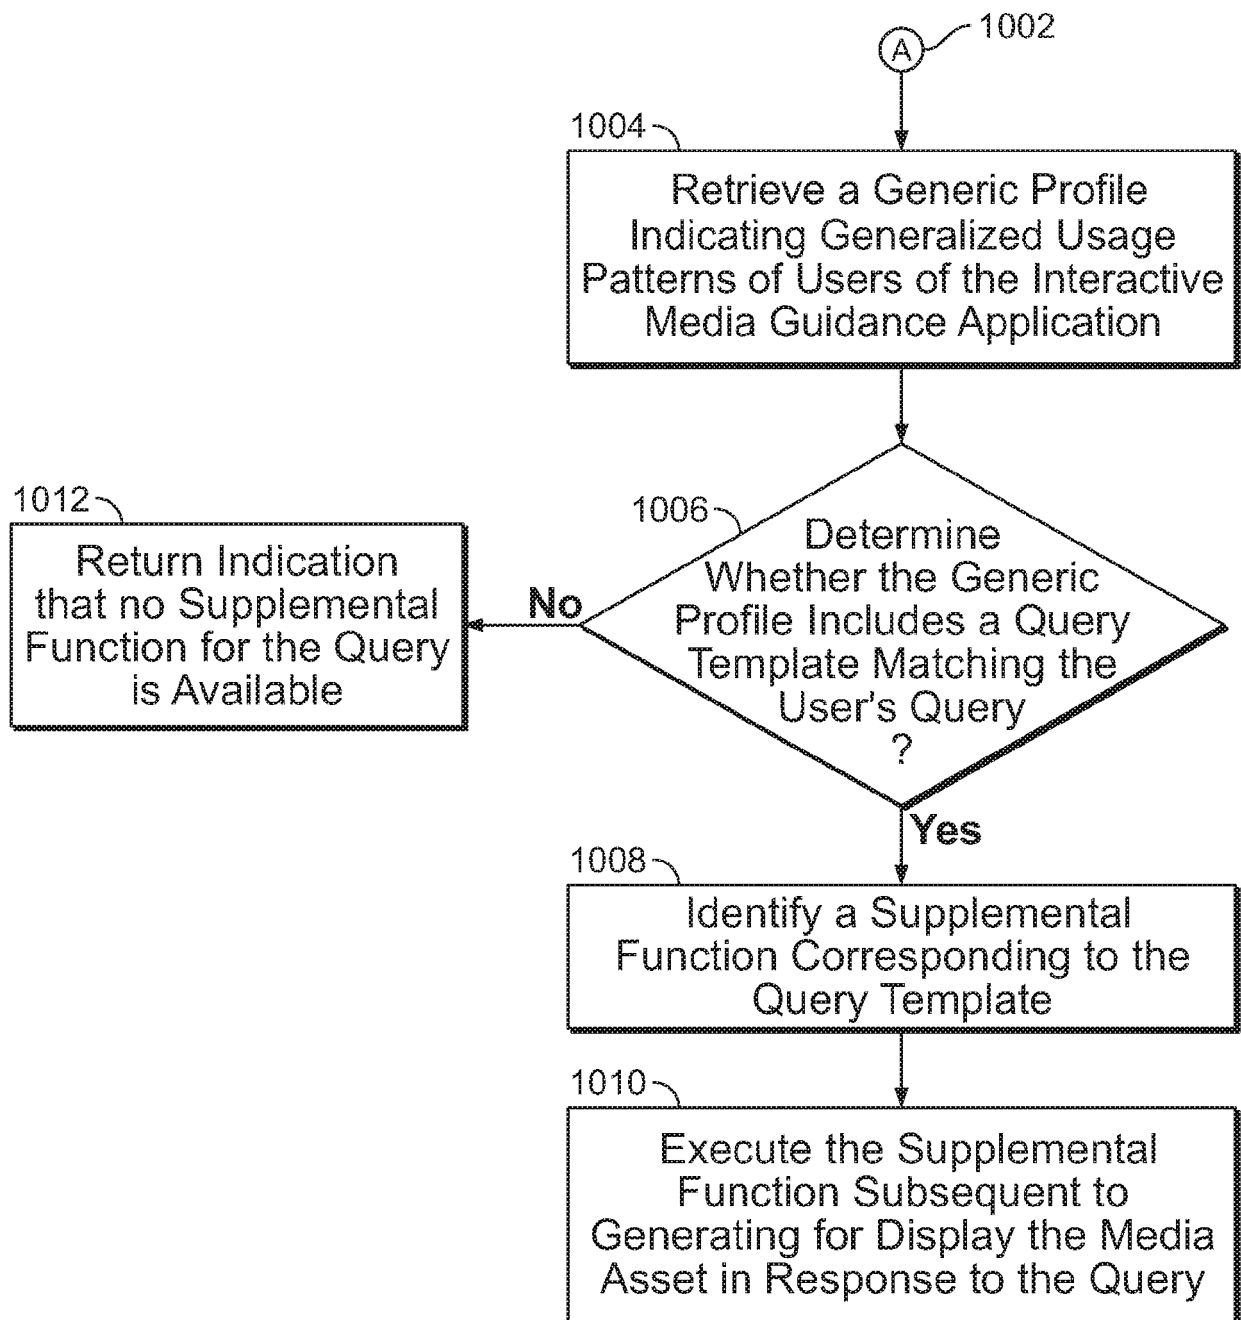 A
1002
1004
Retrieve a Generic Profile
Indicating Generalized Usage
Patterns of Users of the Interactive
Media Guidance Application
1006
Determine
Whether the Generic
Profile Includes a Query
Template Matching the
User's Query
?
No
1012
Return Indication
that no Supplemental
Function for the Query
is Available
Yes
1008
Identify a Supplemental
Function Corresponding to the
Query Template
1010
Execute the Supplemental
Function Subsequent to
Generating for Display the Media
Asset in Response to the Query